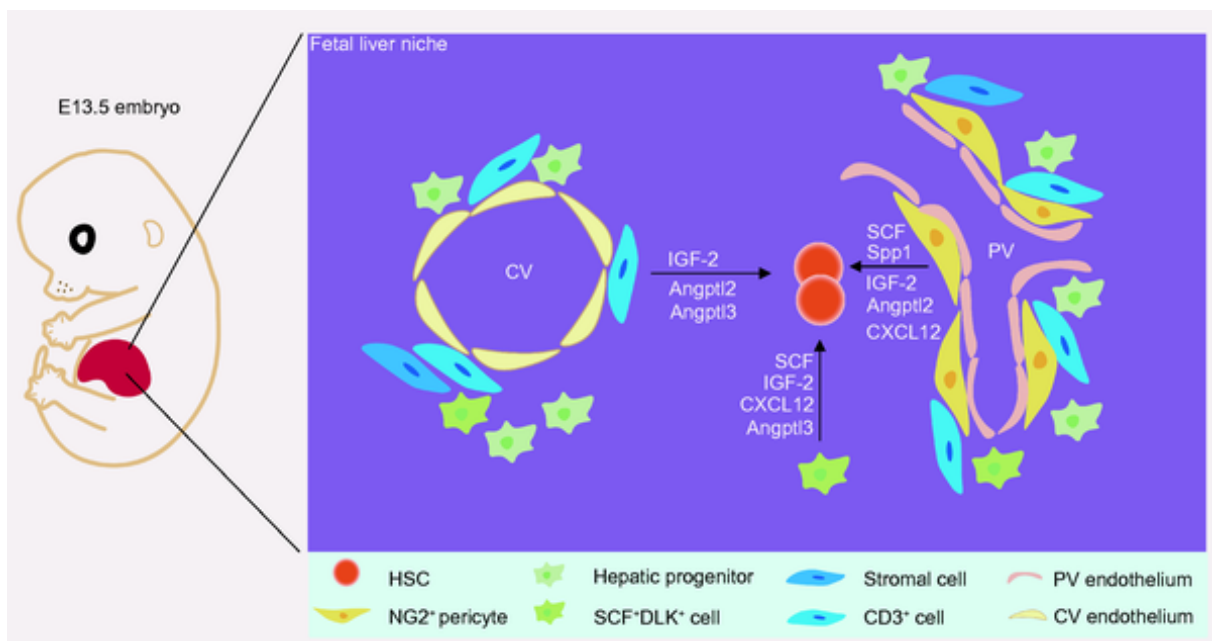 Fetal liver niche
E13.5 embryo
CV
IGF-2
Angptl2
Angptl3
SCF
Spp1
IGF-2
Angptl2
CXCL12
PV
SCF
IGF-2
CXCL12
Angptl3
HSC
Hepatic progenitor
Stromal cell
PV endothelium
NG2⁺ pericyte
SCF⁺DLK⁺ cell
CD3⁺ cell
CV endothelium